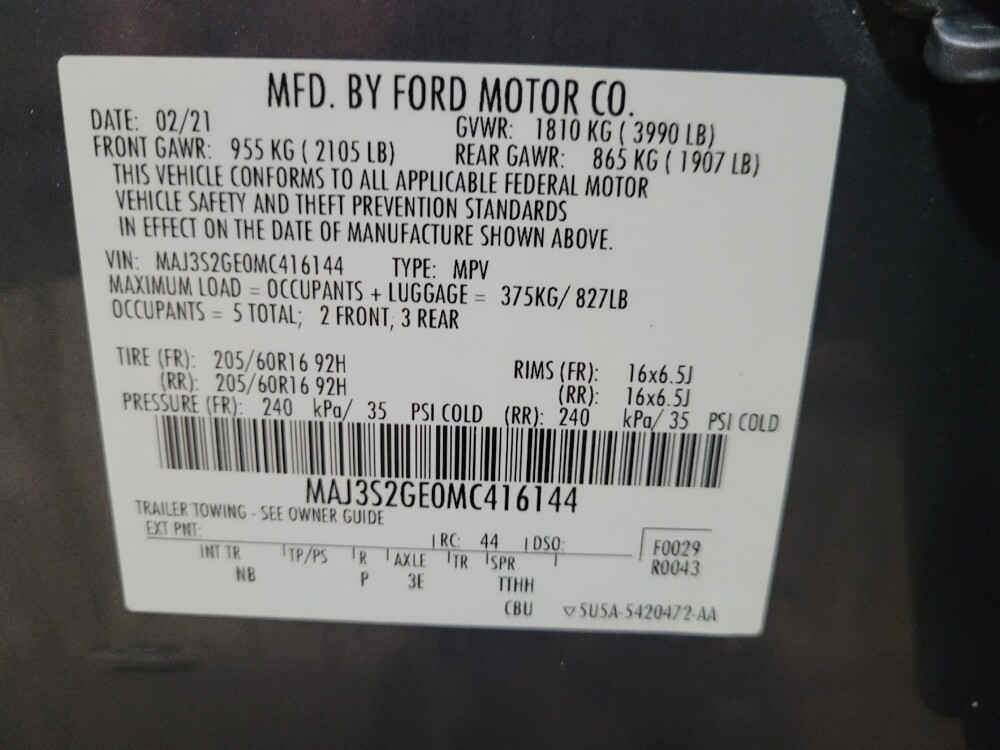 MFD. BY FORD MOTOR CO.
DATE: 02/21 GVWR: 1810 KG ( 3990 LB)
FRONT GAWR: 955 KG ( 2105 LB) REAR GAWR: 865 KG ( 1907 LB)
THIS VEHICLE CONFORMS TO ALL APPLICABLE FEDERAL MOTOR
VEHICLE SAFETY AND THEFT PREVENTION STANDARDS
IN EFFECT ON THE DATE OF MANUFACTURE SHOWN ABOVE.
VIN: MAJ3S2GE0MC416144 TYPE: MPV
MAXIMUM LOAD = OCCUPANTS + LUGGAGE = 375KG/ 827LB
OCCUPANTS = 5 TOTAL; 2 FRONT, 3 REAR
TIRE (FR): 205/60R16 92H RIMS (FR): 16x6.5J
(RR): 205/60R16 92H (RR): 16x6.5J
PRESSURE (FR): 240 kPa/ 35 PSI COLD (RR): 240 kPa/ 35 PSI COLD
MAJ3S2GE0MC416144
TRAILER TOWING - SEE OWNER GUIDE
EXT PNT: RC: 44 DSO: F0029
INT TR TP/PS R AXLE TR SPR R0043
NB P 3E TTHH
CBU ▽5U5A-5420472-AA